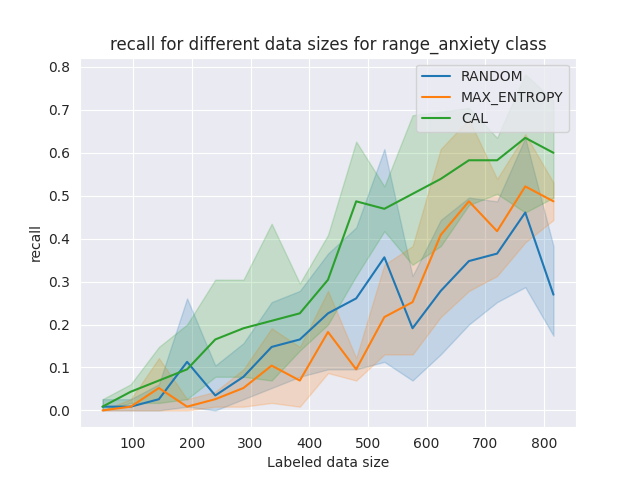 recall for different data sizes for range_anxiety class
RANDOM
MAX_ENTROPY
CAL
recall
0.8
0.7
0.6
0.5
0.4
0.3
0.2
0.1
0.0
100 200 300 400 500 600 700 800
Labeled data size